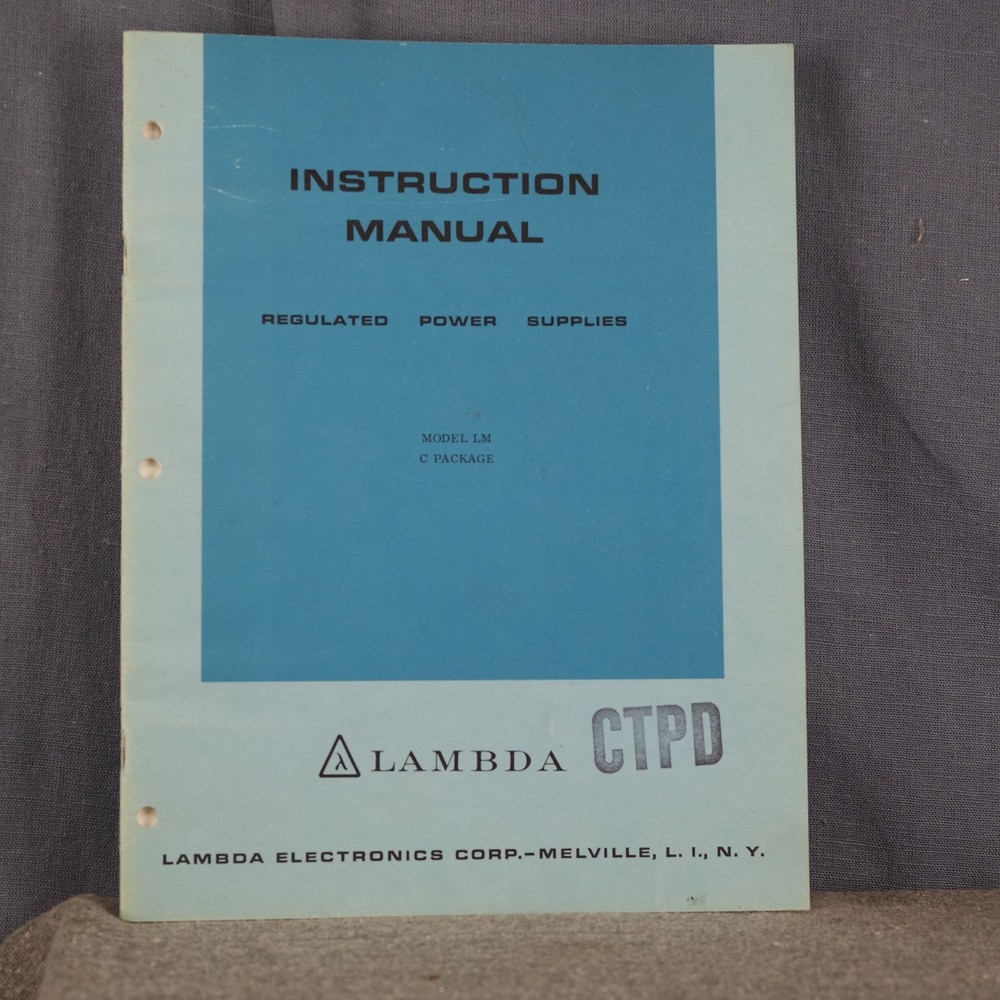 INSTRUCTION
MANUAL
REGULATED POWER SUPPLIES
MODEL LM
C PACKAGE
λ LAMBDA
CTPD
LAMBDA ELECTRONICS CORP.–MELVILLE, L. I., N. Y.